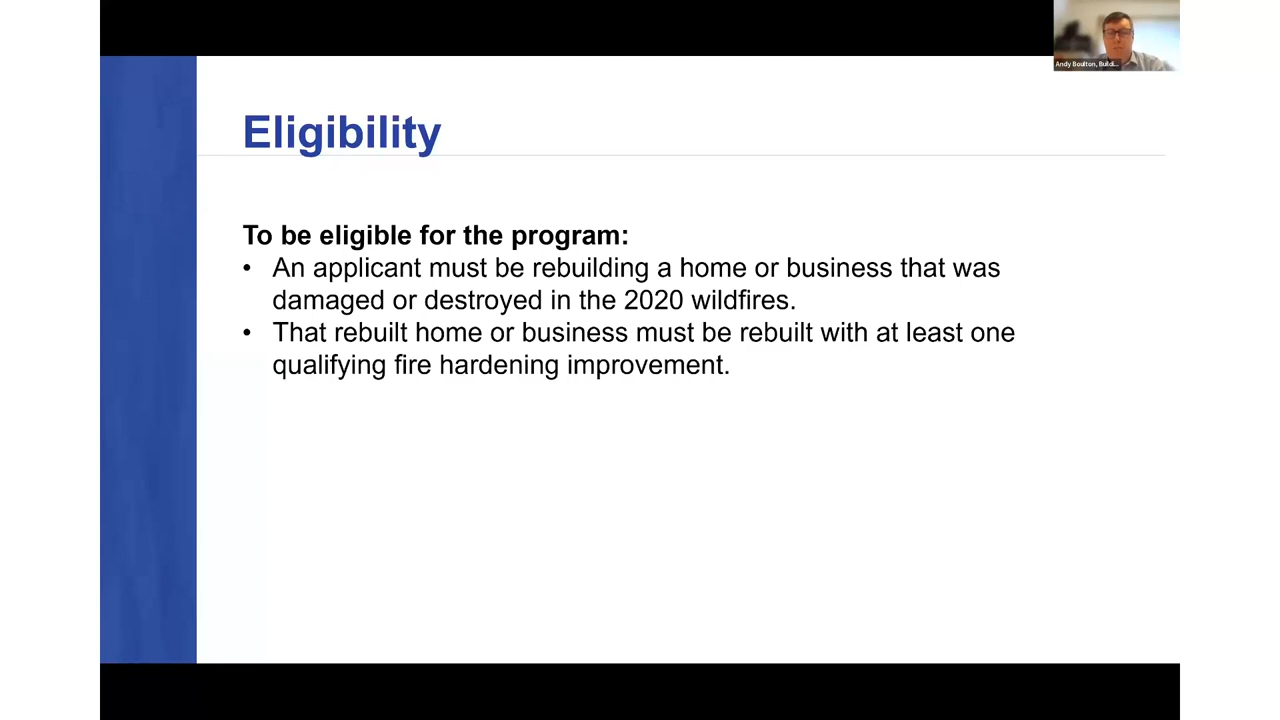 Andy Boulton, Buildi...
Eligibility
To be eligible for the program:
• An applicant must be rebuilding a home or business that was
damaged or destroyed in the 2020 wildfires.
• That rebuilt home or business must be rebuilt with at least one
qualifying fire hardening improvement.